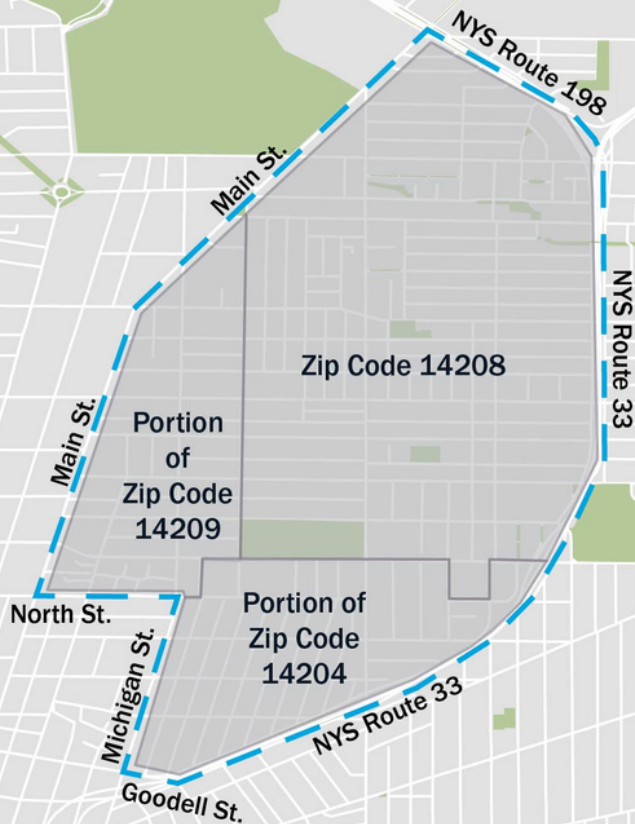 NYS Route 198
Main St.
NYS Route 33
Zip Code 14208
Main St.
Portion
of
Zip Code
14209
North St.
Portion of
Zip Code
14204
Michigan St.
NYS Route 33
Goodell St.